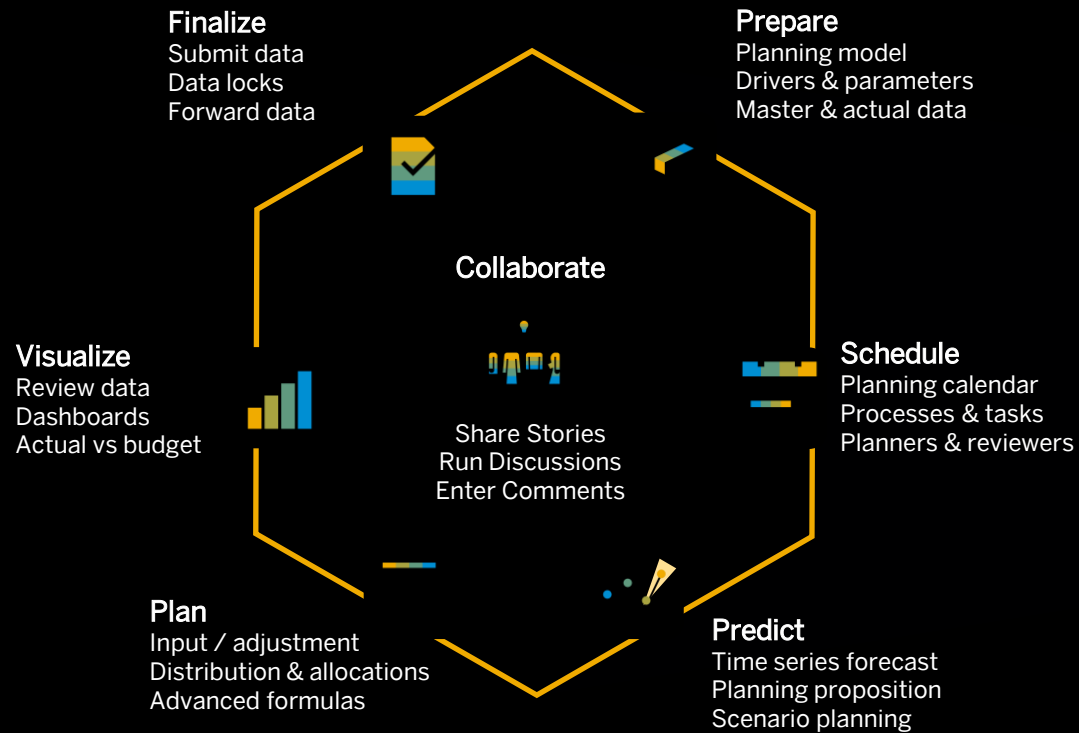 Finalize
Submit data
Data locks
Forward data
Prepare
Planning model
Drivers & parameters
Master & actual data
Collaborate
Share Stories
Run Discussions
Enter Comments
Visualize
Review data
Dashboards
Actual vs budget
Schedule
Planning calendar
Processes & tasks
Planners & reviewers
Plan
Input / adjustment
Distribution & allocations
Advanced formulas
Predict
Time series forecast
Planning proposition
Scenario planning